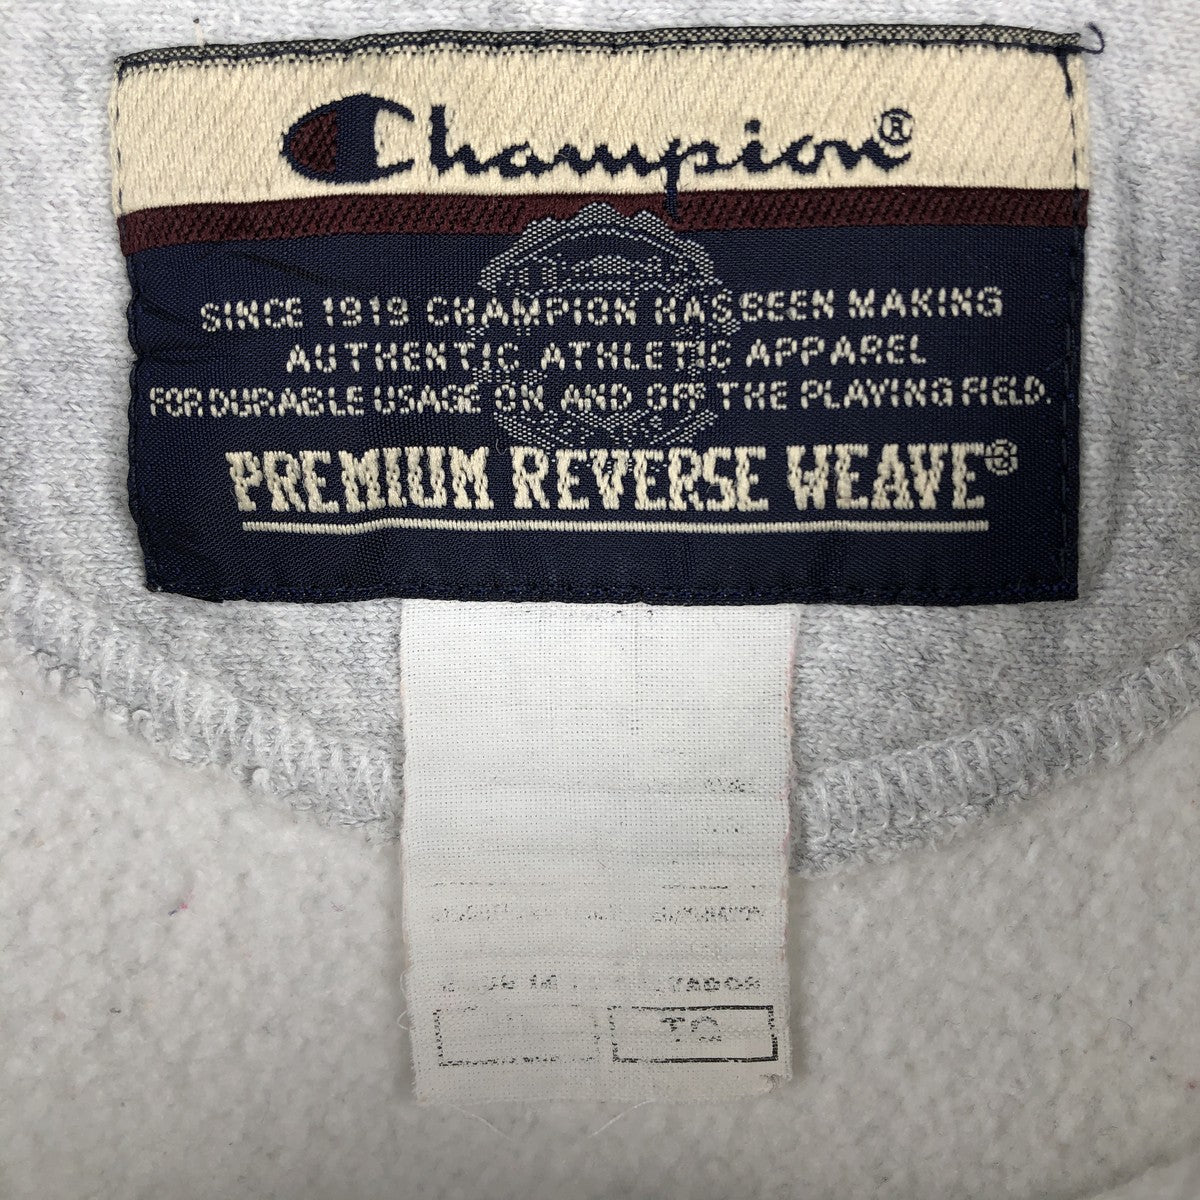 Champion®
SINCE 1919 CHAMPION HAS BEEN MAKING
AUTHENTIC ATHLETIC APPAREL
FOR DURABLE USAGE ON AND OFF THE PLAYING FIELD.
PREMIUM REVERSE WEAVE®